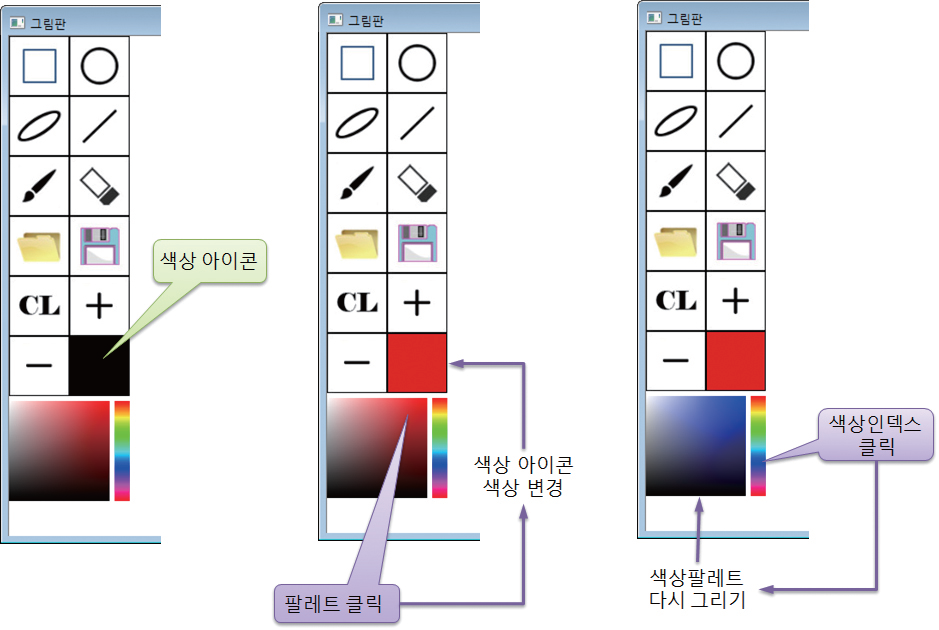 그림판
그림판
그림판
색상 아이콘
CL
CL
CL
색상인덱스
클릭
색상 아이콘
색상 변경
색상팔레트
다시 그리기
팔레트 클릭